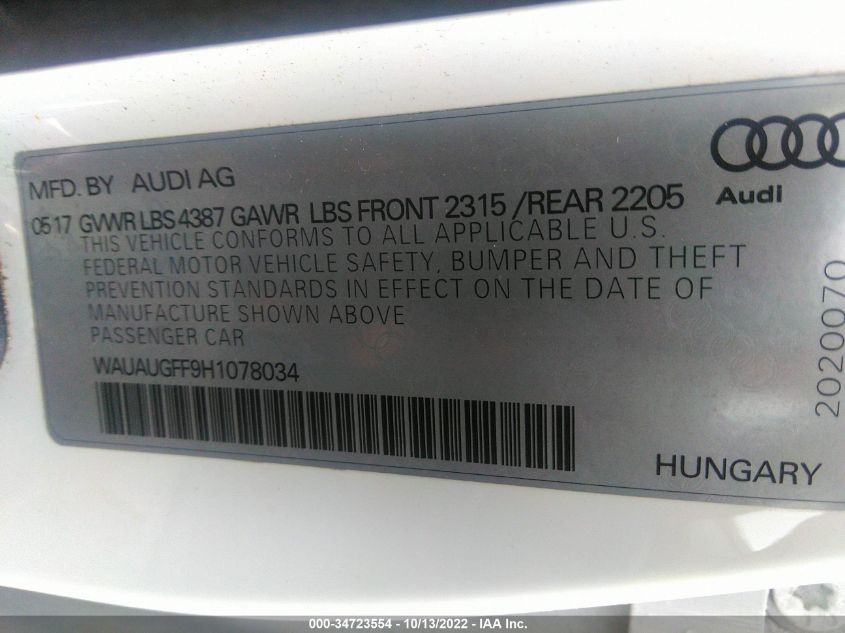 MFD. BY AUDI AG
Audi
0517 GVWR LBS 4387 GAWR LBS FRONT 2315 / REAR 2205
THIS VEHICLE CONFORMS TO ALL APPLICABLE U.S.
FEDERAL MOTOR VEHICLE SAFETY, BUMPER AND THEFT
PREVENTION STANDARDS IN EFFECT ON THE DATE OF
MANUFACTURE SHOWN ABOVE
PASSENGER CAR
WAUAUGFF9H1078034
HUNGARY
2020070
000-34723554 - 10/13/2022 - IAA Inc.